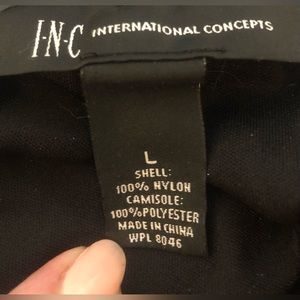 I·N·C INTERNATIONAL CONCEPTS
L
SHELL:
100% NYLON
CAMISOLE:
100% POLYESTER
MADE IN CHINA
WPL 8046